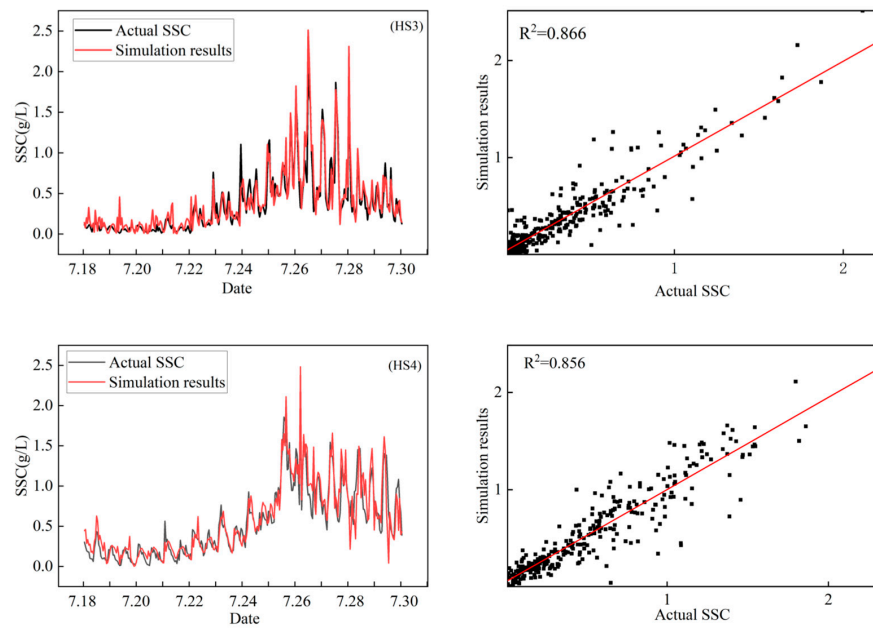 Actual SSC
Simulation results
(HS3)
2.5
2.0
1.5
1.0
0.5
0.0
SSC(g/L)
7.18 7.20 7.22 7.24 7.26 7.28 7.30
Date
R²=0.866
2
1
Simulation results
1 2
Actual SSC
Actual SSC
Simulation results
(HS4)
2.5
2.0
1.5
1.0
0.5
0.0
SSC(g/L)
7.18 7.20 7.22 7.24 7.26 7.28 7.30
Date
R²=0.856
2
1
Simulation results
1 2
Actual SSC